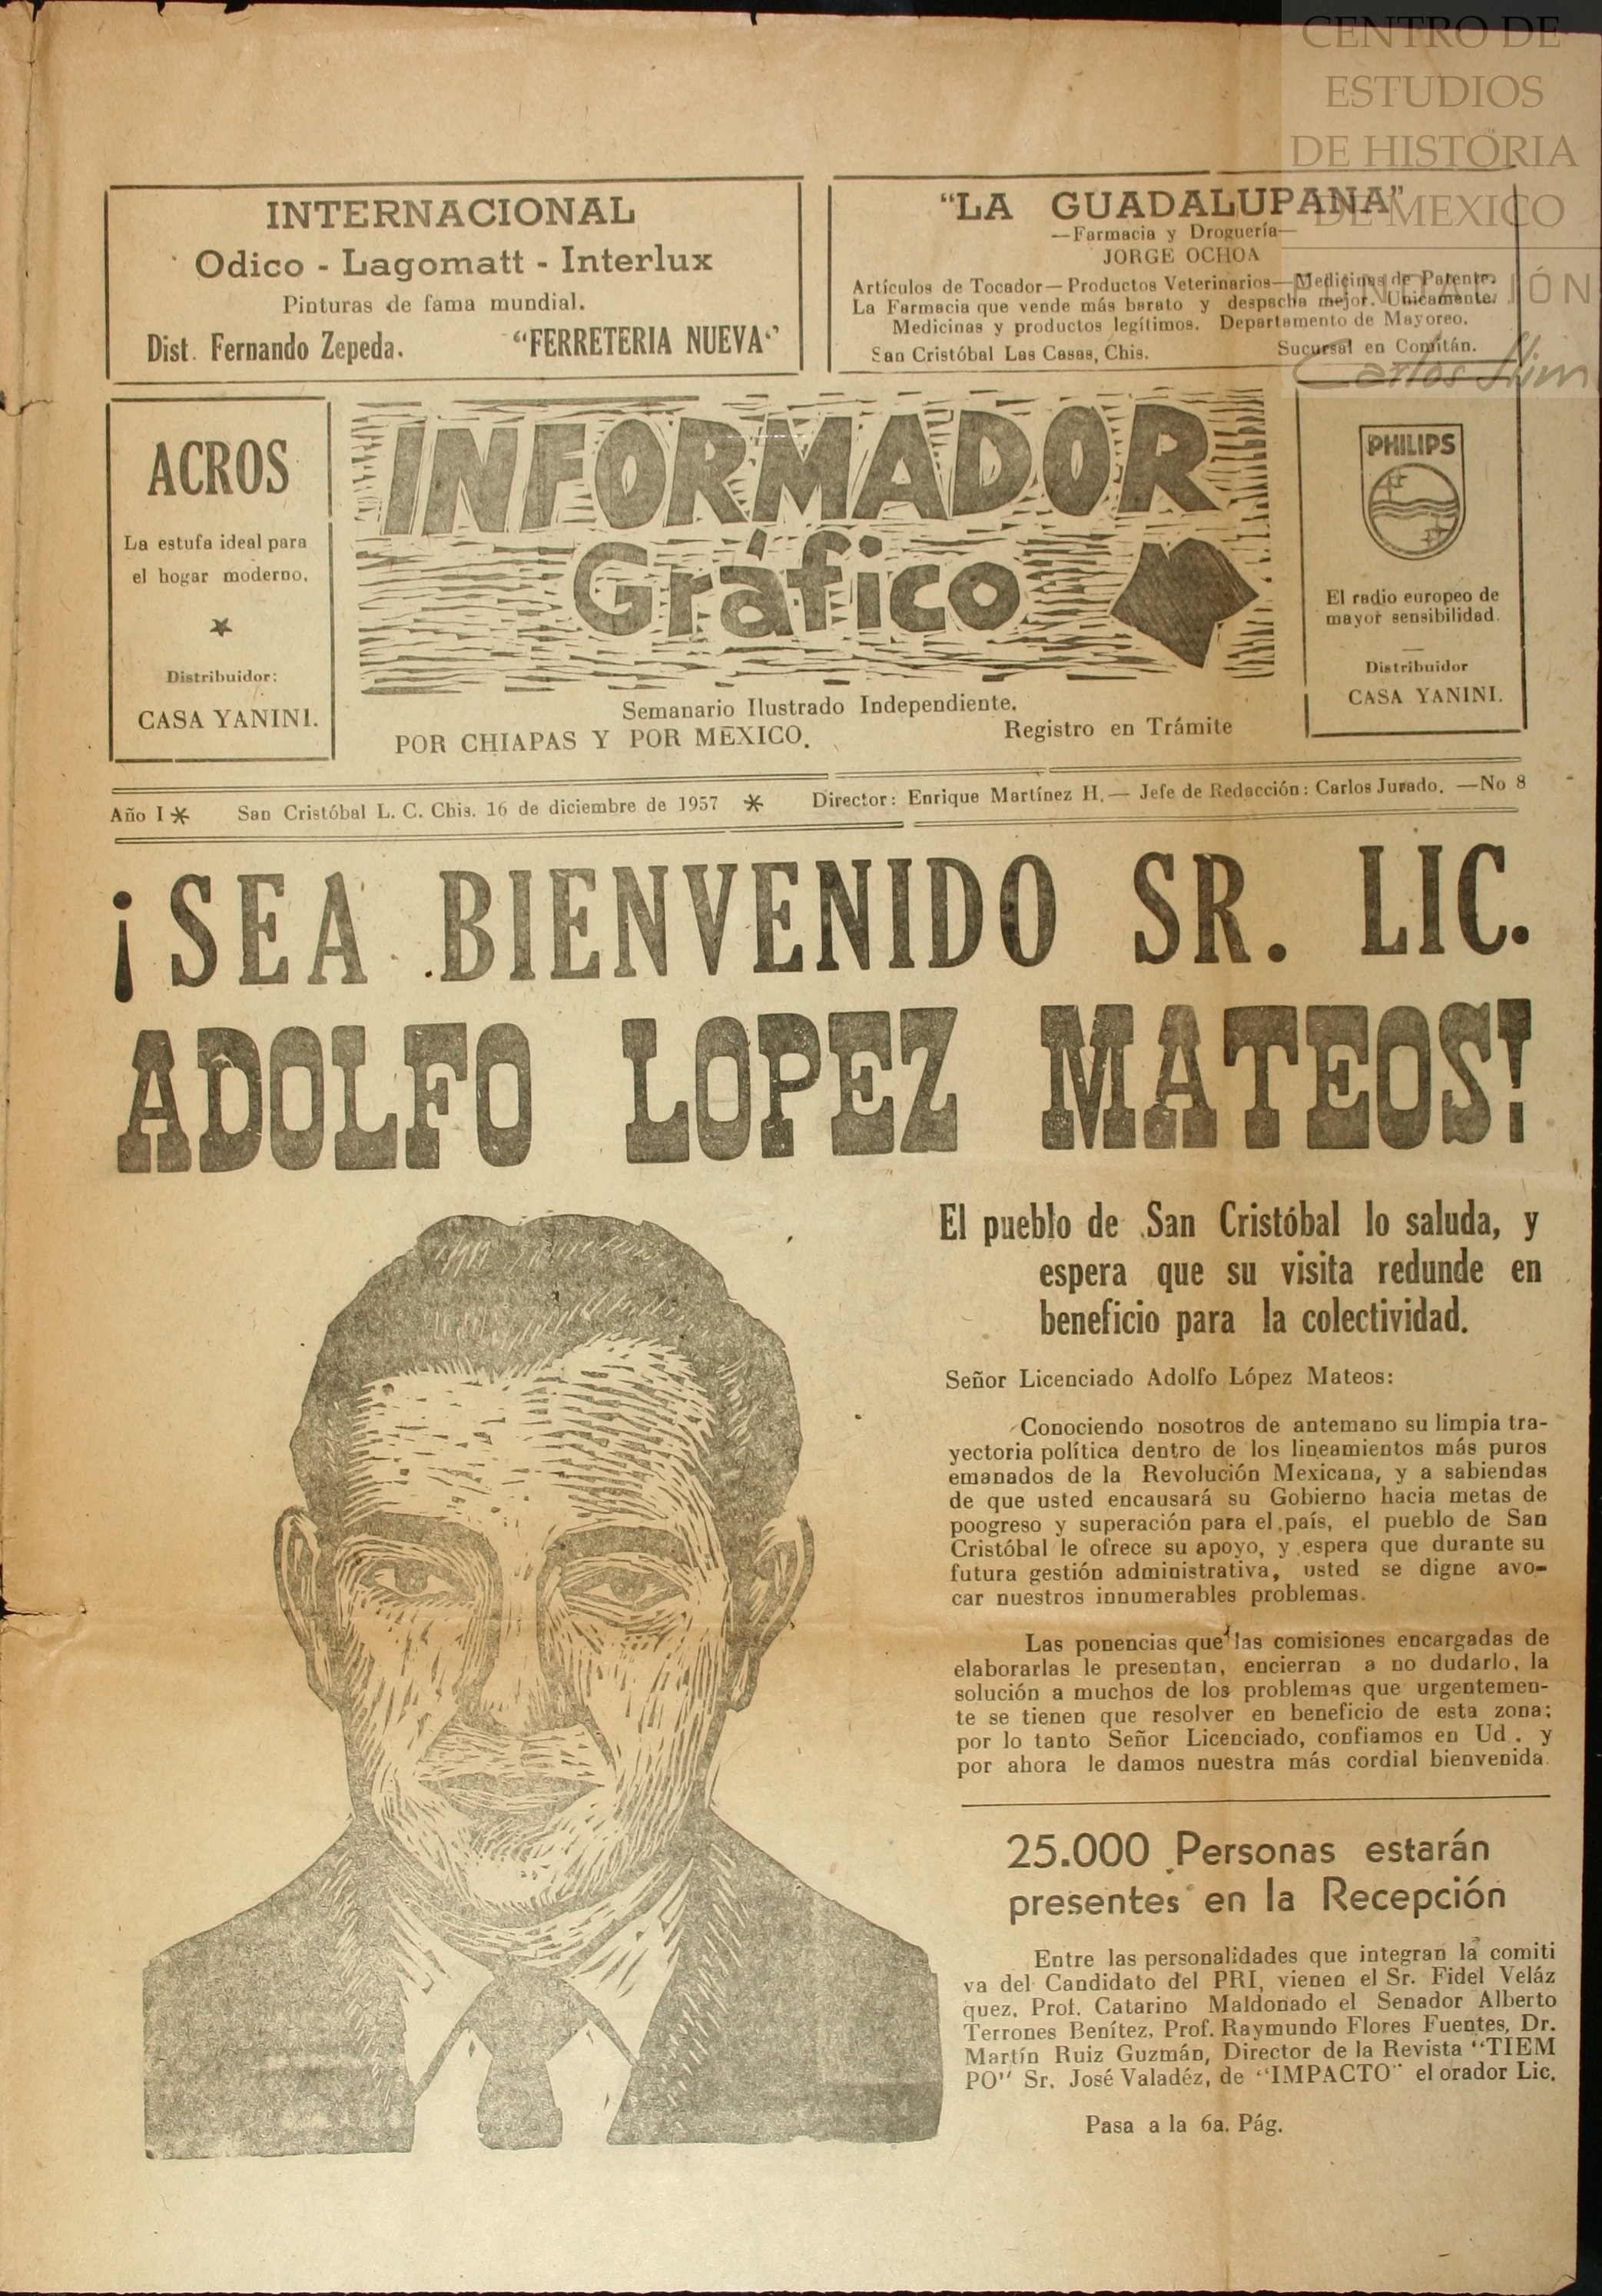 CENTRO DE
ESTUDIOS
DE HISTORIA
DE MEXICO
Carlos Slim
INTERNACIONAL
Odico - Lagomatt - Interlux
Pinturas de fama mundial.
Dist. Fernando Zepeda. "FERRETERIA NUEVA"
"LA GUADALUPANA"
—Farmacia y Droguería—
JORGE OCHOA
Artículos de Tocador— Productos Veterinarios—Medicinas de Patente.
La Farmacia que vende más barato y despacha mejor. Unicamente.
Medicinas y productos legítimos. Departamento de Mayoreo.
San Cristóbal Las Casas, Chis. Sucursal en Comitán.
ACROS
La estufa ideal para
el hogar moderno.
Distribuidor:
CASA YANINI.
INFORMADOR
Gráfico
Semanario Ilustrado Independiente.
POR CHIAPAS Y POR MEXICO.
Registro en Trámite
PHILIPS
El radio europeo de
mayor sensibilidad.
Distribuidor
CASA YANINI.
Año I * San Cristóbal L. C. Chis. 16 de diciembre de 1957 * Director: Enrique Martínez H.— Jefe de Redacción: Carlos Jurado. —No 8
¡SEA BIENVENIDO SR. LIC.
ADOLFO LOPEZ MATEOS!
El pueblo de San Cristóbal lo saluda, y
espera que su visita redunde en
beneficio para la colectividad.
Señor Licenciado Adolfo López Mateos:
Conociendo nosotros de antemano su limpia tra-
yectoria política dentro de los lineamientos más puros
emanados de la Revolución Mexicana, y a sabiendas
de que usted encausará su Gobierno hacia metas de
poogreso y superación para el país, el pueblo de San
Cristóbal le ofrece su apoyo, y espera que durante su
futura gestión administrativa, usted se digne avo-
car nuestros innumerables problemas.
Las ponencias que las comisiones encargadas de
elaborarlas le presentan, encierran a no dudarlo, la
solución a muchos de los problemas que urgentemen-
te se tienen que resolver en beneficio de esta zona;
por lo tanto Señor Licenciado, confiamos en Ud. y
por ahora le damos nuestra más cordial bienvenida
25.000 Personas estarán
presentes en la Recepción
Entre las personalidades que integran la comiti
va del Candidato del PRI, vienen el Sr. Fidel Veláz
quez, Prof. Catarino Maldonado el Senador Alberto
Terrones Benítez, Prof. Raymundo Flores Fuentes, Dr.
Martín Ruiz Guzmán, Director de la Revista "TIEM
PO" Sr. José Valadéz, de "IMPACTO" el orador Lic.
Pasa a la 6a. Pág.